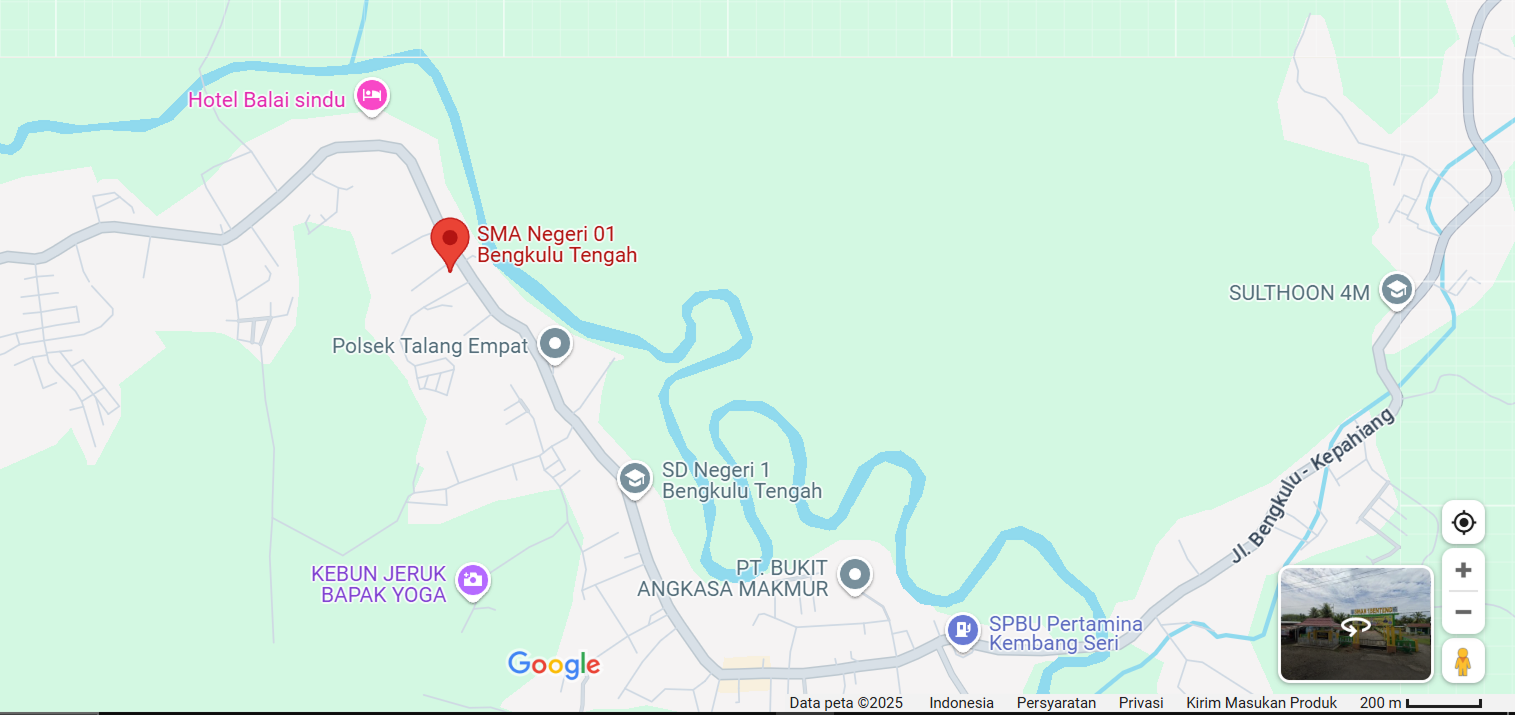 Hotel Balai sindu
SMA Negeri 01
Bengkulu Tengah
SULTHOON 4M
Polsek Talang Empat
Jl. Bengkulu - Kepahiang
SD Negeri 1
Bengkulu Tengah
PT. BUKIT
ANGKASA MAKMUR
KEBUN JERUK
BAPAK YOGA
SPBU Pertamina
Kembang Seri
Google
Data peta ©2025 Indonesia Persyaratan Privasi Kirim Masukan Produk 200 m